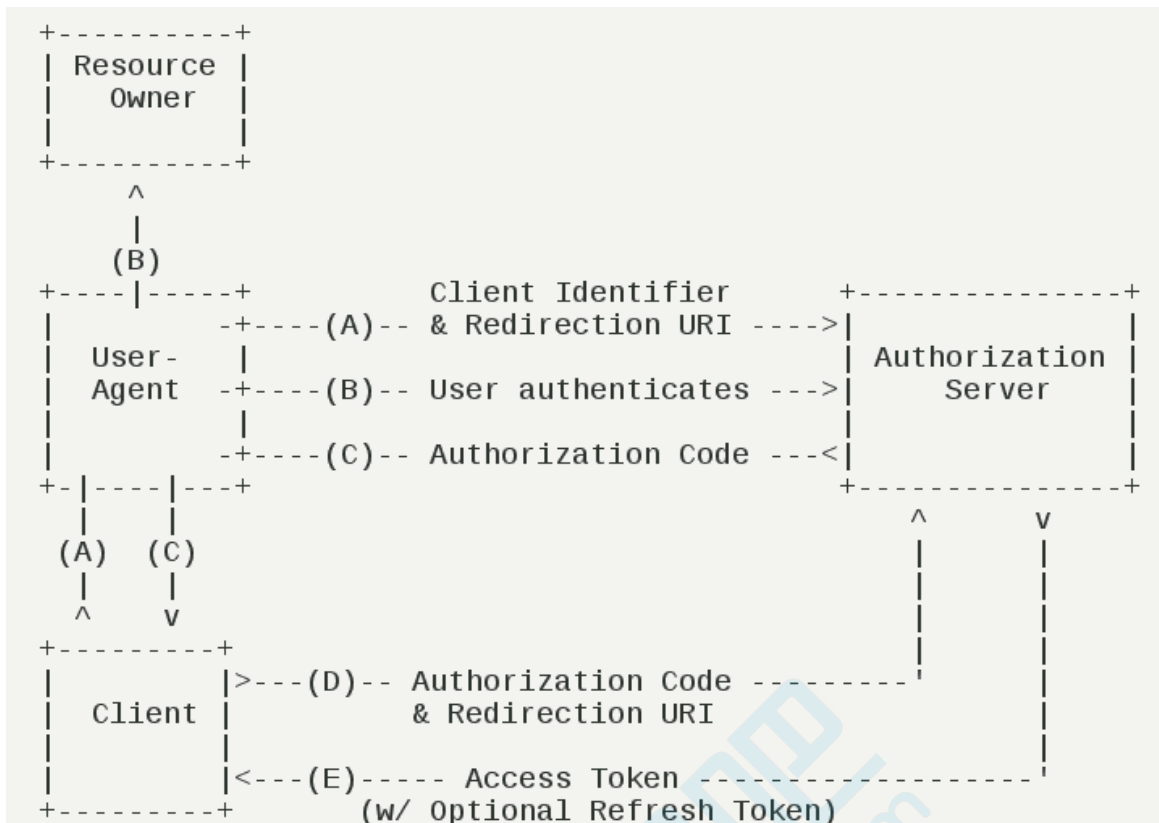 +----------+
| Resource |
|   Owner  |
|          |
+----------+
     ^
     |
    (B)
+----|-----+          Client Identifier      +---------------+
|         -+----(A)-- & Redirection URI ---->|               |
|  User-   |                                 | Authorization |
|  Agent  -+----(B)-- User authenticates --->|     Server    |
|          |                                 |               |
|         -+----(C)-- Authorization Code ---<|               |
+-|----|---+                                 +---------------+
  |    |                                         ^      v
 (A)  (C)                                        |      |
  |    |                                         |      |
  ^    v                                         |      |
+---------+                                      |      |
|         |>---(D)-- Authorization Code ---------'      |
|  Client |          & Redirection URI                  |
|         |                                             |
|         |<---(E)----- Access Token -------------------'
+---------+       (w/ Optional Refresh Token)